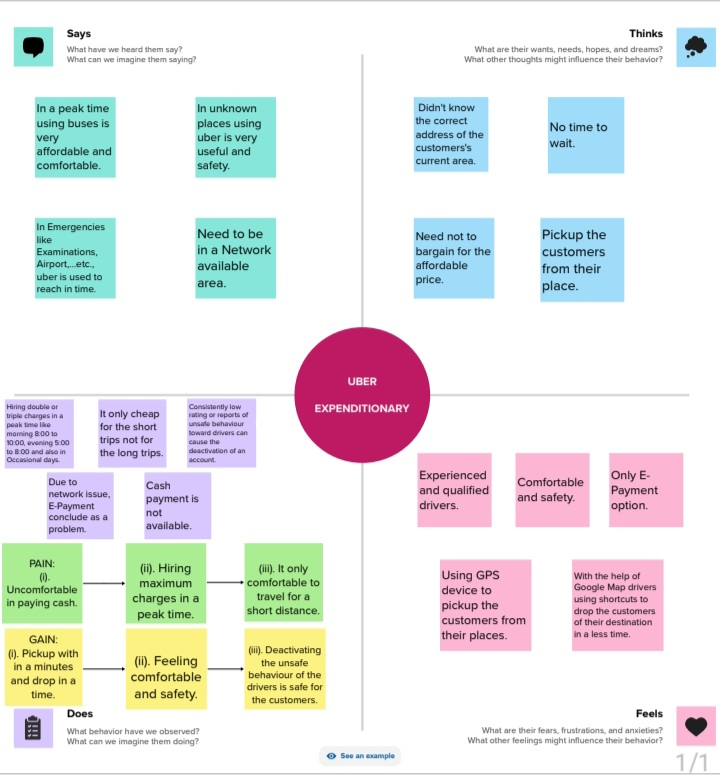 Says
What have we heard them say?
What can we imagine them saying?
Thinks
What are their wants, needs, hopes, and dreams?
What other thoughts might influence their behavior?
In a peak time
using buses is
very
affordable and
comfortable.
In unknown
places using
uber is very
useful and
safety.
Didn't know
the correct
address of the
customers's
current area.
No time to
wait.
In Emergencies
like
Examinations,
Airport,...etc.,
uber is used to
reach in time.
Need to be
in a Network
available
area.
Need not to
bargain for the
affordable
price.
Pickup the
customers
from their
place.
UBER
EXPENDITIONARY
Hiring double or
triple charges in a
peak time like
morning 8:00 to
10:00, evening 5:00
to 8:00 and also in
Occasional days.
It only cheap
for the short
trips not for
the long trips.
Consistently low
rating or reports of
unsafe behaviour
toward drivers can
cause the
deactivation of an
account.
Due to
network issue,
E-Payment
conclude as a
problem.
Cash
payment is
not
available.
Experienced
and qualified
drivers.
Comfortable
and safety.
Only E-
Payment
option.
PAIN:
(i).
Uncomfortable
in paying cash.
(ii). Hiring
maximum
charges in a
peak time.
(iii). It only
comfortable to
travel for a
short distance.
Using GPS
device to
pickup the
customers from
their places.
With the help of
Google Map drivers
using shortcuts to
drop the customers
of their destination
in a less time.
GAIN:
(i). Pickup with
in a minutes
and drop in a
time.
(ii). Feeling
comfortable
and safety.
(iii). Deactivating
the unsafe
behaviour of the
drivers is safe for
the customers.
Does
What behavior have we observed?
What can we imagine them doing?
Feels
What are their fears, frustrations, and anxieties?
What other feelings might influence their behavior?
See an example
1/1